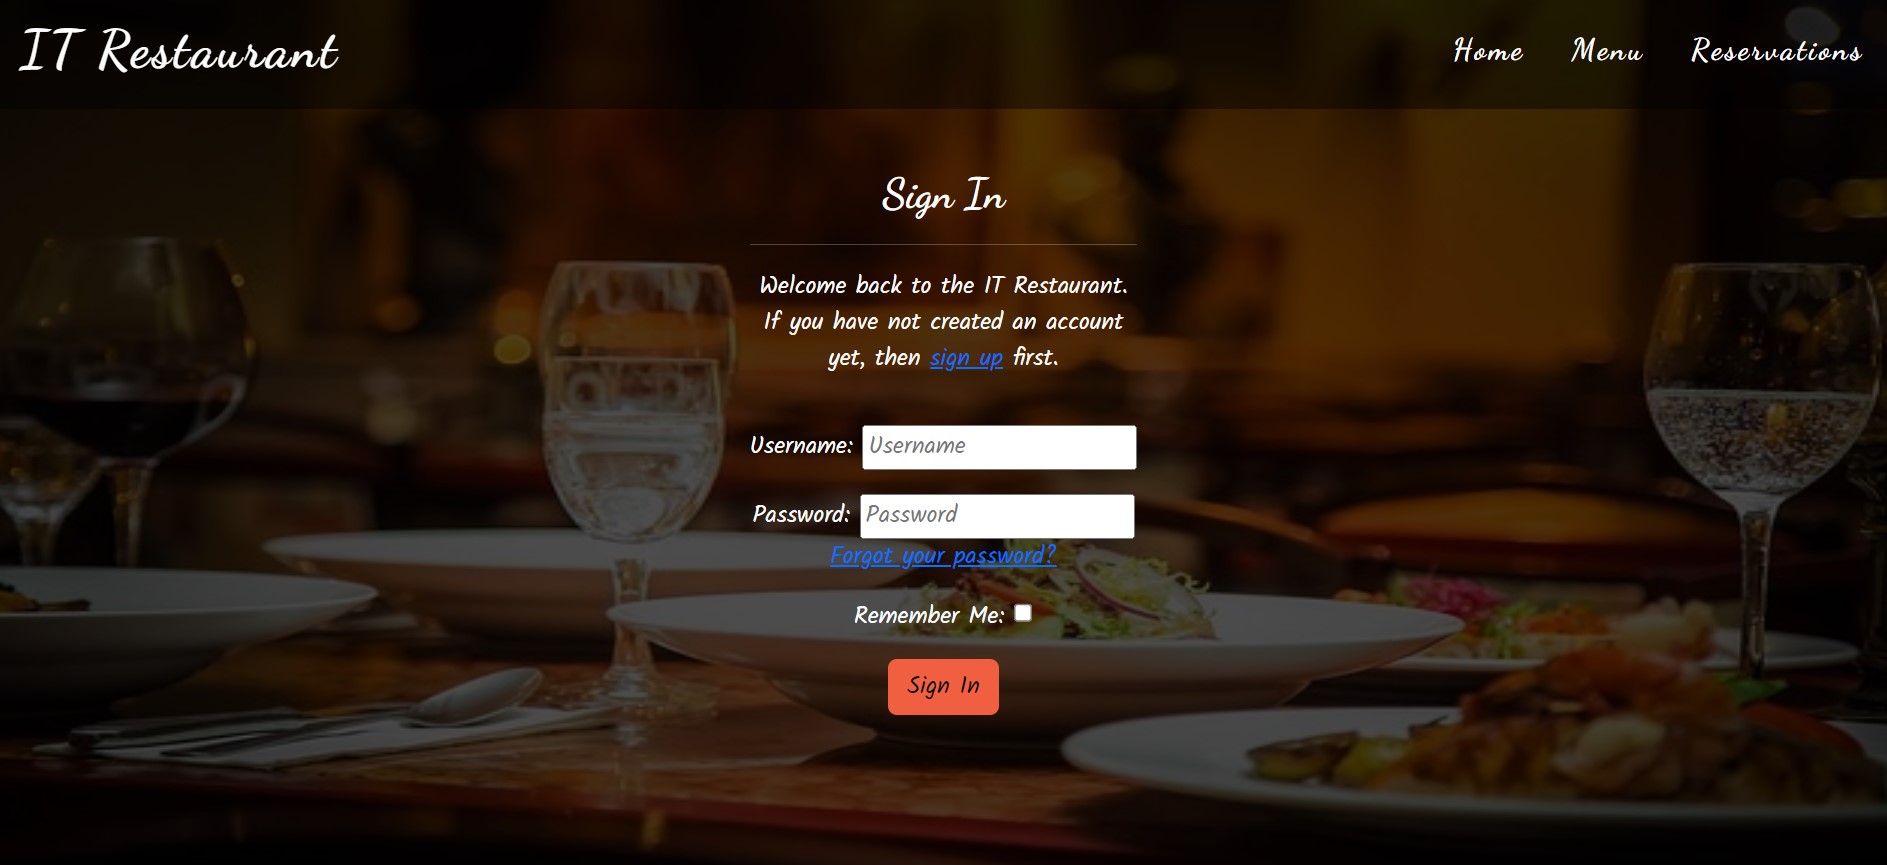 IT Restaurant
Home Menu Reservations
Sign In
Welcome back to the IT Restaurant.
If you have not created an account
yet, then sign up first.
Username: Username
Password: Password
Forgot your password?
Remember Me:
Sign In